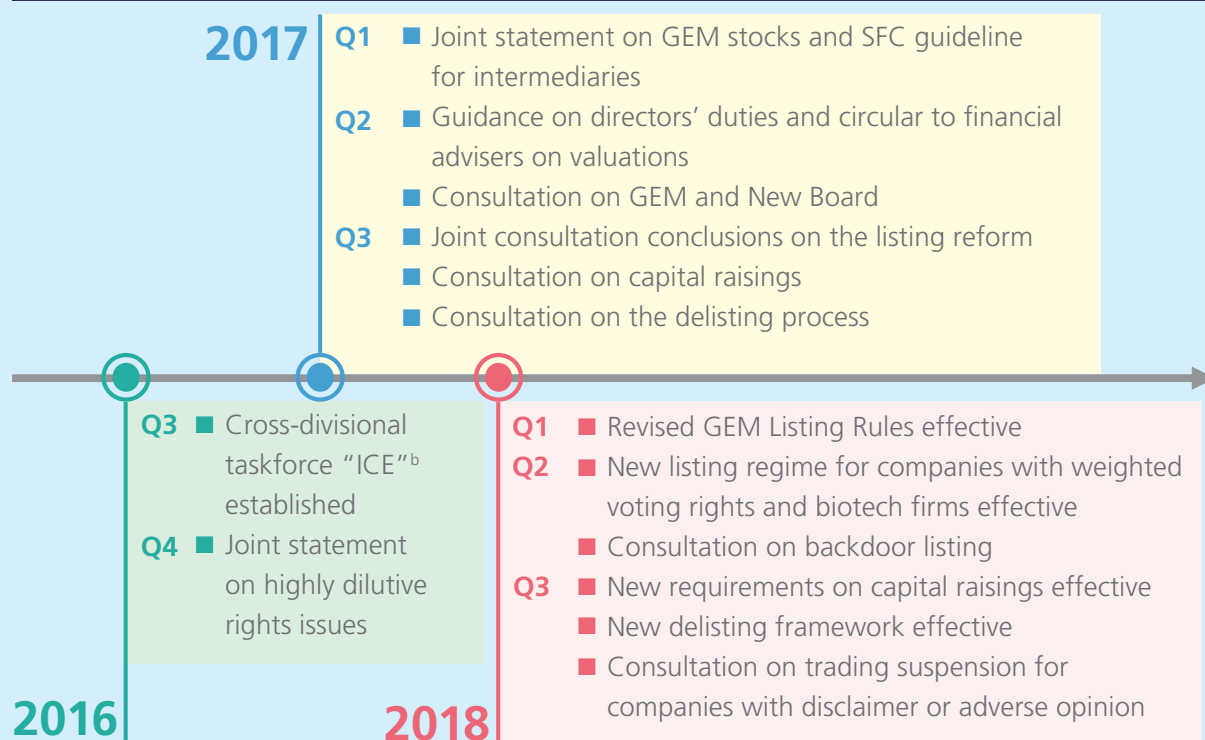 2017
Q1 ■ Joint statement on GEM stocks and SFC guideline
for intermediaries
Q2 ■ Guidance on directors’ duties and circular to financial
advisers on valuations
■ Consultation on GEM and New Board
Q3 ■ Joint consultation conclusions on the listing reform
■ Consultation on capital raisings
■ Consultation on the delisting process
Q3 ■ Cross-divisional
taskforce “ICE”ᵇ
established
Q4 ■ Joint statement
on highly dilutive
rights issues
2016
Q1 ■ Revised GEM Listing Rules effective
Q2 ■ New listing regime for companies with weighted
voting rights and biotech firms effective
■ Consultation on backdoor listing
Q3 ■ New requirements on capital raisings effective
■ New delisting framework effective
■ Consultation on trading suspension for
companies with disclaimer or adverse opinion
2018